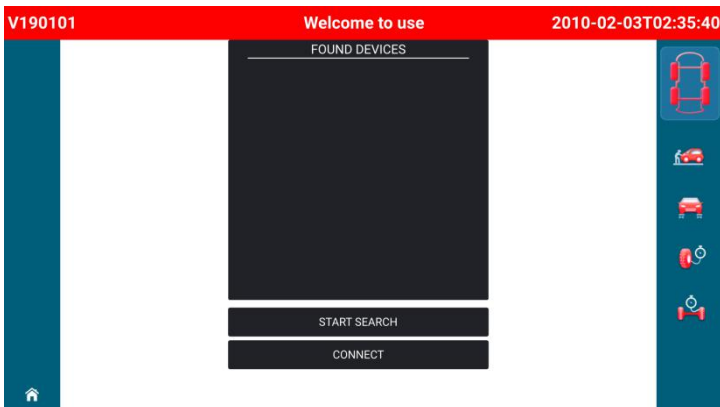 V190101
Welcome to use
2010-02-03T02:35:40
FOUND DEVICES
START SEARCH
CONNECT